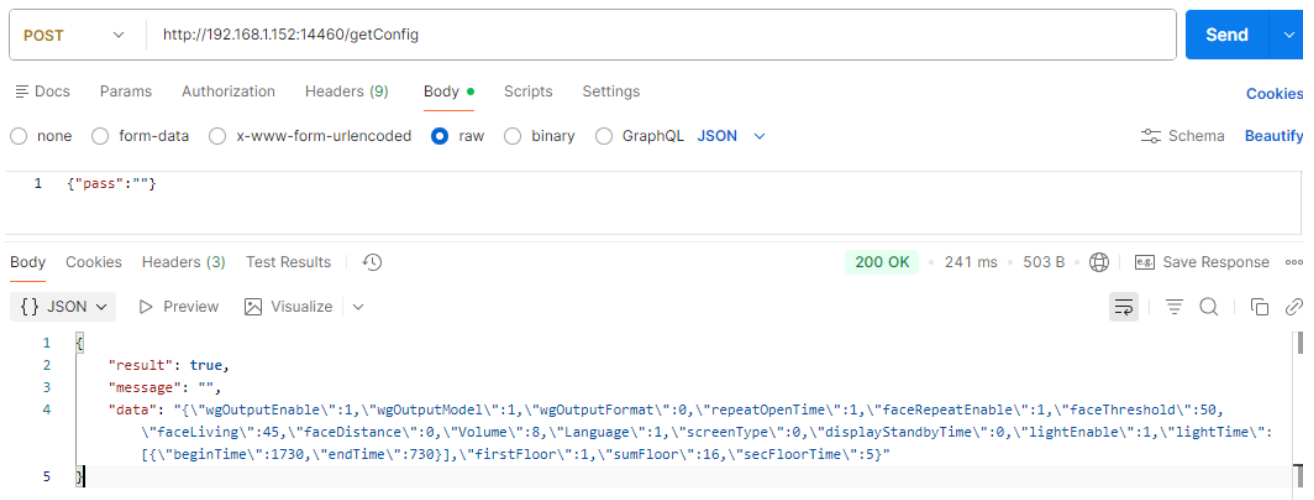 POST http://192.168.1.152:14460/getConfig Send
Docs Params Authorization Headers (9) Body Scripts Settings Cookies
none form-data x-www-form-urlencoded raw binary GraphQL JSON Schema Beautify
1 {"pass":""}
Body Cookies Headers (3) Test Results 200 OK 241 ms 503 B e.g. Save Response
{} JSON Preview Visualize
1 {
2 "result": true,
3 "message": "",
4 "data": "{\"wgOutputEnable\":1,\"wgOutputModel\":1,\"wgOutputFormat\":0,\"repeatOpenTime\":1,\"faceRepeatEnable\":1,\"faceThreshold\":50,
\"faceLiving\":45,\"faceDistance\":0,\"Volume\":8,\"Language\":1,\"screenType\":0,\"displayStandbyTime\":0,\"lightEnable\":1,\"lightTime\":
[{\"beginTime\":1730,\"endTime\":730}],\"firstFloor\":1,\"sumFloor\":16,\"secFloorTime\":5}"
5 }